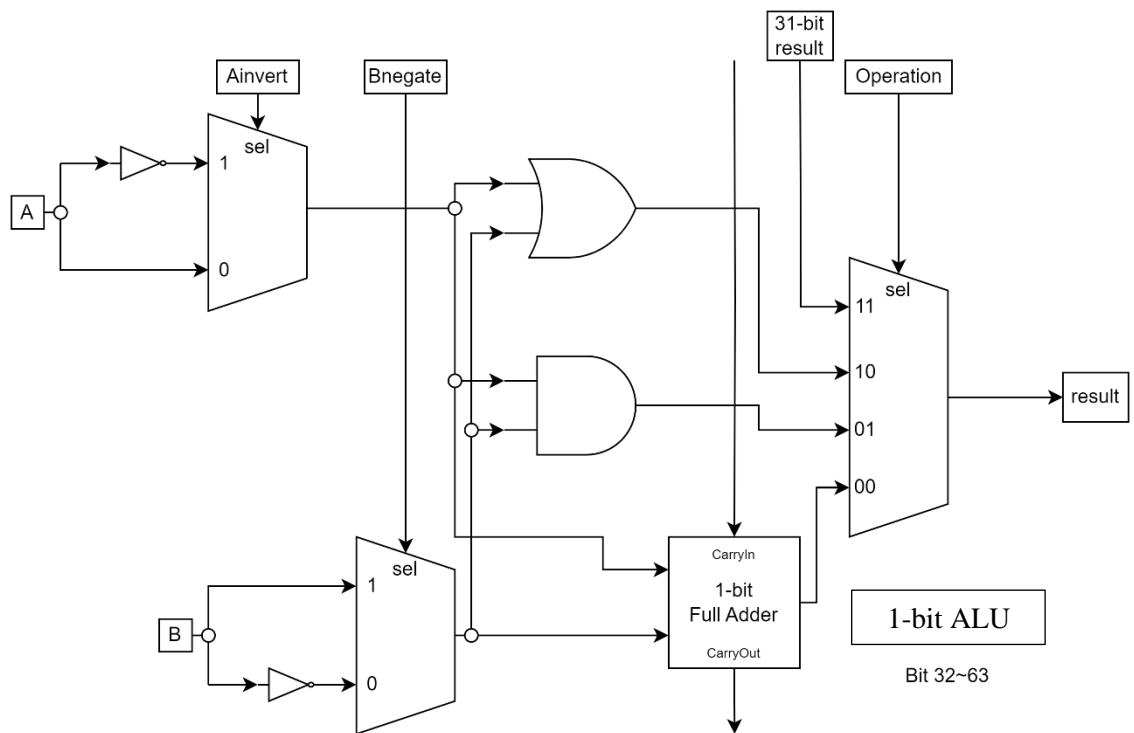 31-bit
result
Ainvert
Bnegate
Operation
sel
1
A
0
sel
11
10
result
01
00
sel
1
B
0
CarryIn
1-bit
Full Adder
CarryOut
1-bit ALU
Bit 32~63